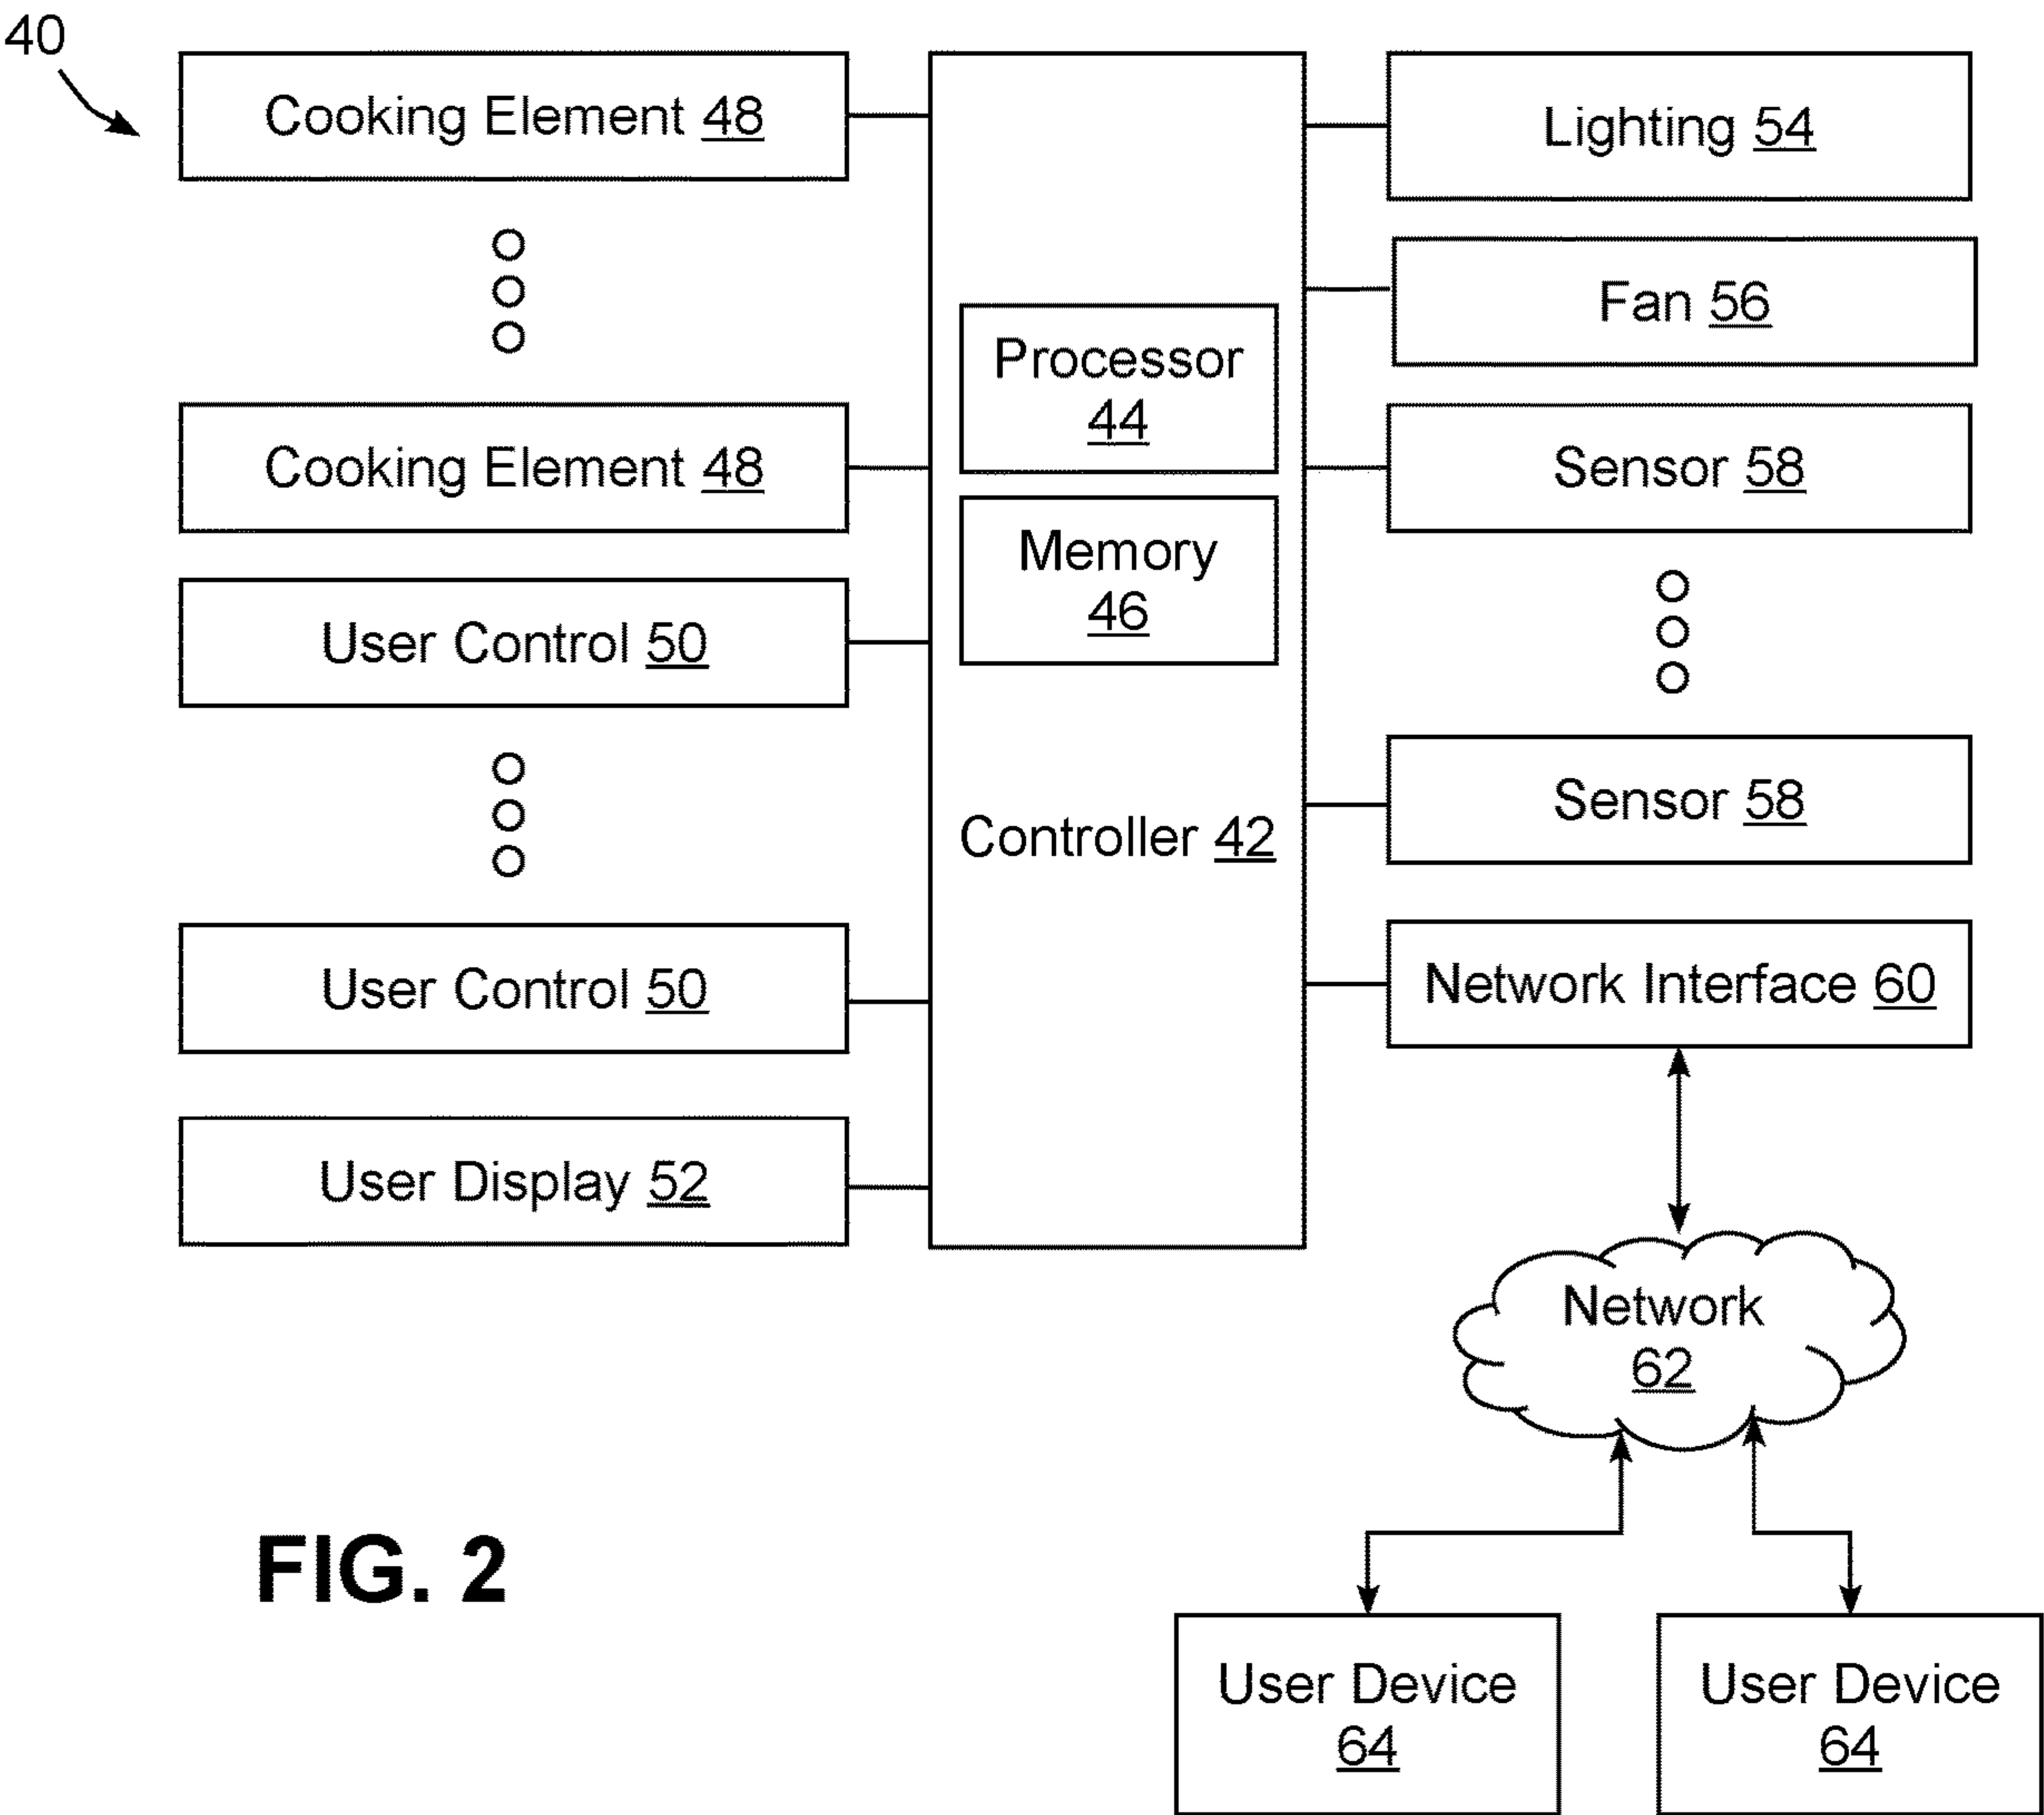 40
Cooking Element 48
Cooking Element 48
User Control 50
User Control 50
User Display 52
Processor
44
Memory
46
Controller 42
Lighting 54
Fan 56
Sensor 58
Sensor 58
Network Interface 60
Network
62
User Device
64
User Device
64
FIG. 2